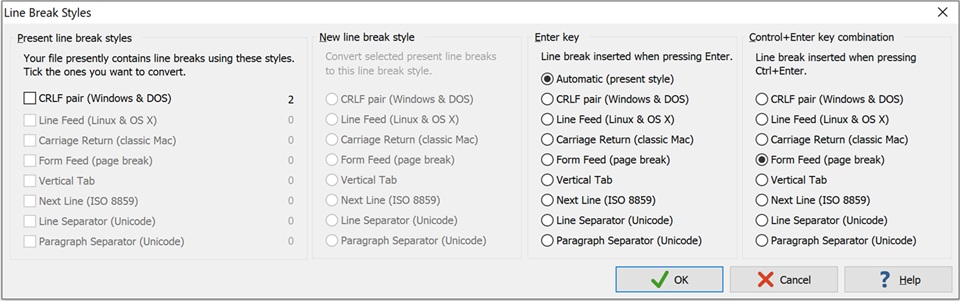 Line Break Styles
Present line break styles
Your file presently contains line breaks using these styles.
Tick the ones you want to convert.
CRLF pair (Windows & DOS) 2
Line Feed (Linux & OS X) 0
Carriage Return (classic Mac) 0
Form Feed (page break) 0
Vertical Tab 0
Next Line (ISO 8859) 0
Line Separator (Unicode) 0
Paragraph Separator (Unicode) 0
New line break style
Convert selected present line breaks
to this line break style.
CRLF pair (Windows & DOS)
Line Feed (Linux & OS X)
Carriage Return (classic Mac)
Form Feed (page break)
Vertical Tab
Next Line (ISO 8859)
Line Separator (Unicode)
Paragraph Separator (Unicode)
Enter key
Line break inserted when pressing Enter.
Automatic (present style)
CRLF pair (Windows & DOS)
Line Feed (Linux & OS X)
Carriage Return (classic Mac)
Form Feed (page break)
Vertical Tab
Next Line (ISO 8859)
Line Separator (Unicode)
Paragraph Separator (Unicode)
Control+Enter key combination
Line break inserted when pressing
Ctrl+Enter.
CRLF pair (Windows & DOS)
Line Feed (Linux & OS X)
Carriage Return (classic Mac)
Form Feed (page break)
Vertical Tab
Next Line (ISO 8859)
Line Separator (Unicode)
Paragraph Separator (Unicode)
OK
Cancel
? Help